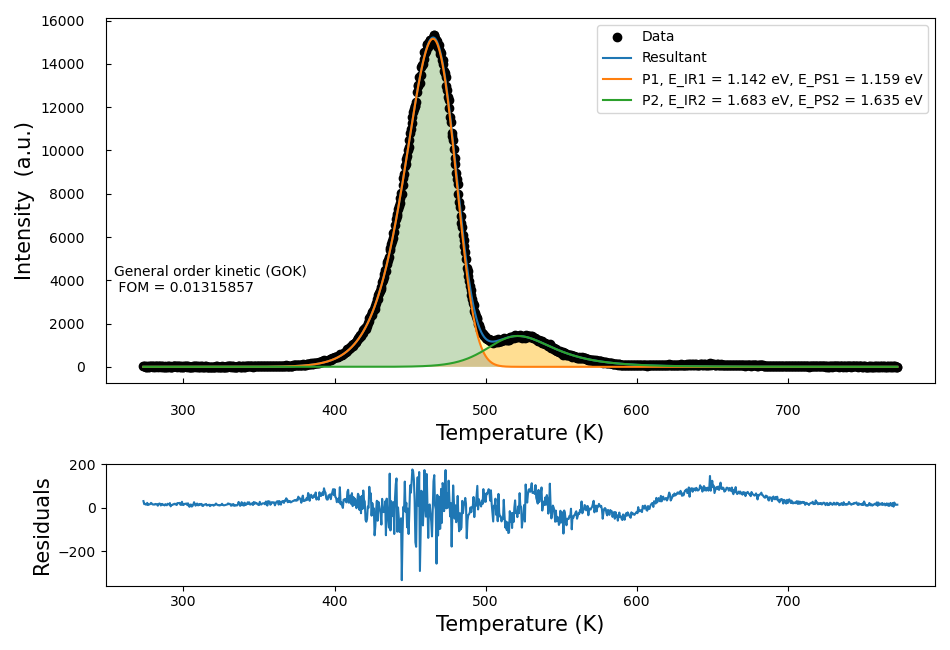 16000
14000
12000
10000
8000
6000
4000
2000
0
Intensity (a.u.)
Data
Resultant
P1, E_IR1 = 1.142 eV, E_PS1 = 1.159 eV
P2, E_IR2 = 1.683 eV, E_PS2 = 1.635 eV
General order kinetic (GOK)
FOM = 0.01315857
300 400 500 600 700
Temperature (K)
200
0
−200
Residuals
300 400 500 600 700
Temperature (K)